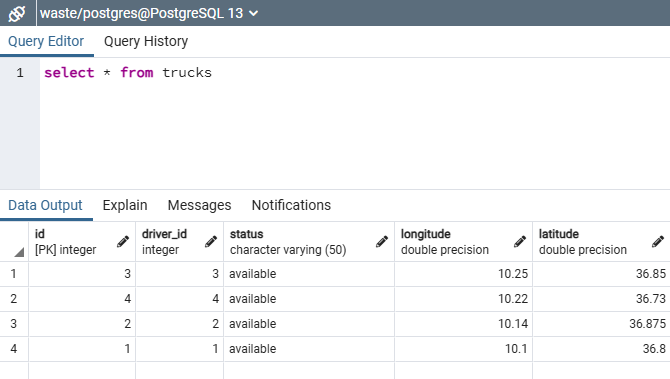 waste/postgres@PostgreSQL 13
Query Editor Query History
1 select * from trucks
Data Output Explain Messages Notifications
id driver_id status longitude latitude
[PK] integer integer character varying (50) double precision double precision
1 3 3 available 10.25 36.85
2 4 4 available 10.22 36.73
3 2 2 available 10.14 36.875
4 1 1 available 10.1 36.8